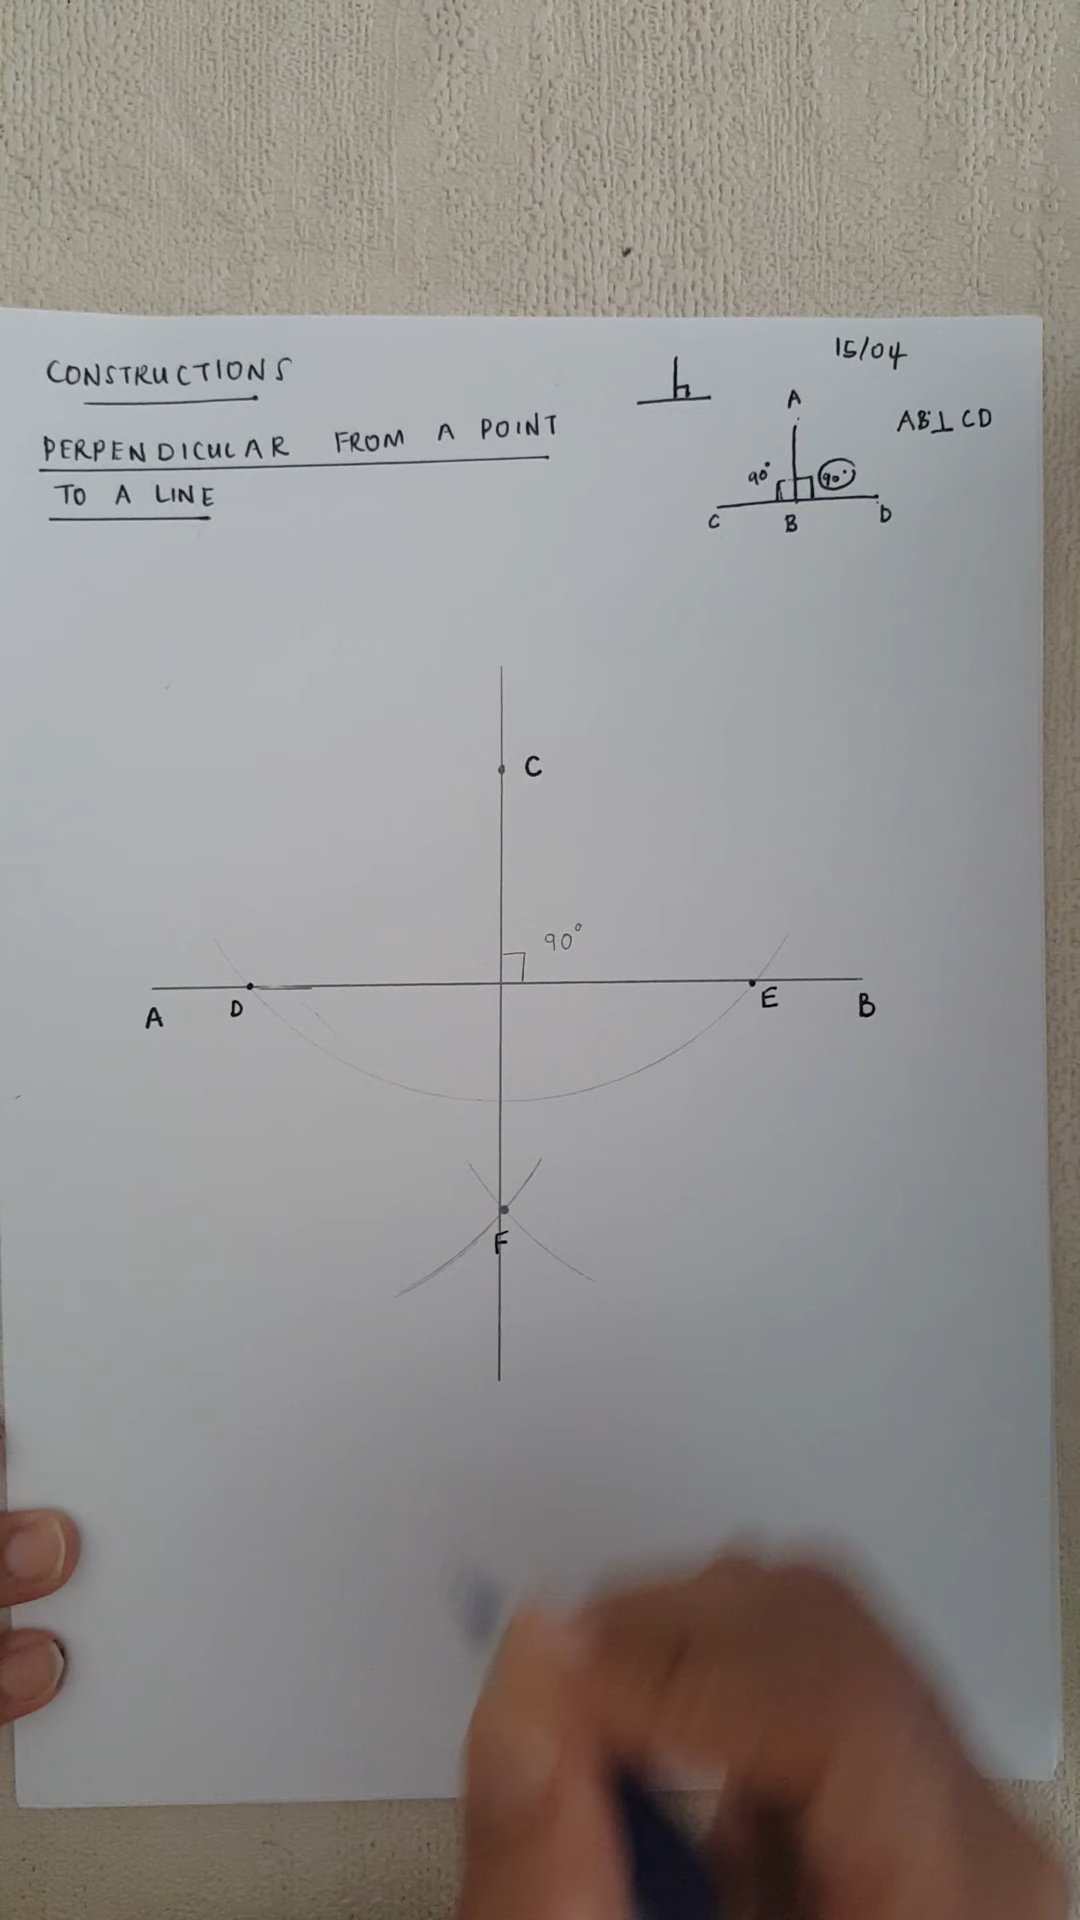 CONSTRUCTIONS
PERPENDICULAR FROM A POINT
TO A LINE
15/04
A
AB⊥CD
90°
90°
C
B
D
C
90°
A
D
E
B
F